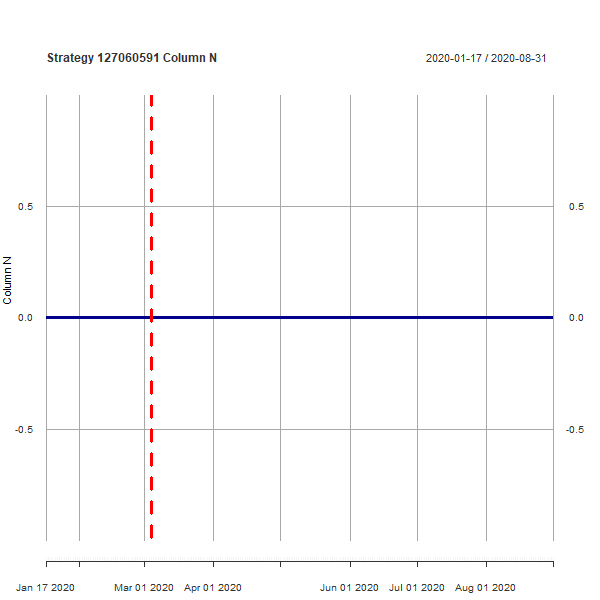 Strategy 127060591 Column N
2020-01-17 / 2020-08-31
0.5
0.5
Column N
0.0
0.0
-0.5
-0.5
Jan 17 2020
Mar 01 2020
Apr 01 2020
Jun 01 2020
Jul 01 2020
Aug 01 2020